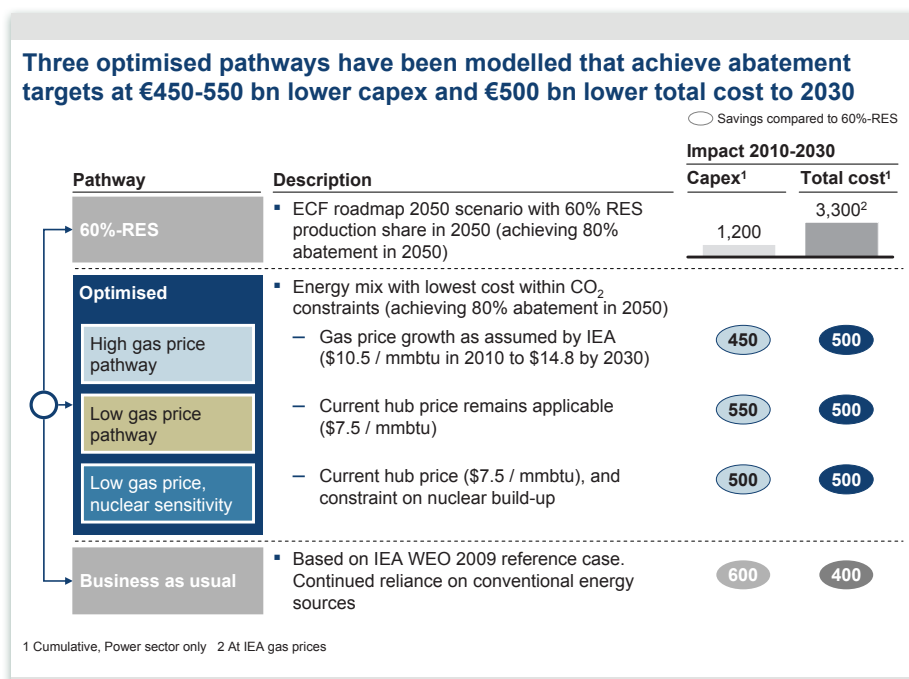 Three optimised pathways have been modelled that achieve abatement
targets at €450-550 bn lower capex and €500 bn lower total cost to 2030
Savings compared to 60%-RES
Impact 2010-2030
Pathway
Description
Capex¹
Total cost¹
60%-RES
▪ ECF roadmap 2050 scenario with 60% RES
production share in 2050 (achieving 80%
abatement in 2050)
1,200
3,300²
Optimised
▪ Energy mix with lowest cost within CO₂
constraints (achieving 80% abatement in 2050)
High gas price
pathway
– Gas price growth as assumed by IEA
($10.5 / mmbtu in 2010 to $14.8 by 2030)
450
500
Low gas price
pathway
– Current hub price remains applicable
($7.5 / mmbtu)
550
500
Low gas price,
nuclear sensitivity
– Current hub price ($7.5 / mmbtu), and
constraint on nuclear build-up
500
500
Business as usual
▪ Based on IEA WEO 2009 reference case.
Continued reliance on conventional energy
sources
600
400
1 Cumulative, Power sector only 2 At IEA gas prices